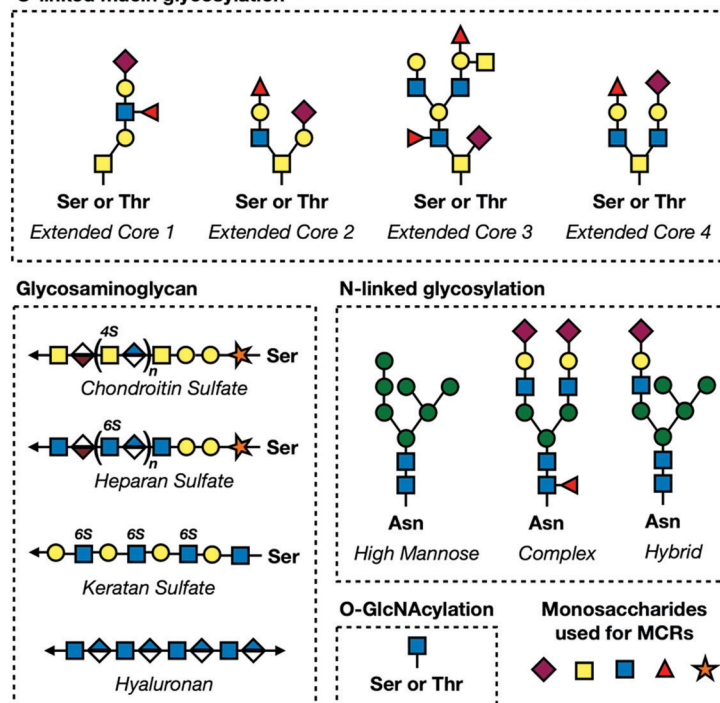 O-linked mucin glycosylation
Ser or Thr
Extended Core 1
Ser or Thr
Extended Core 2
Ser or Thr
Extended Core 3
Ser or Thr
Extended Core 4
Glycosaminoglycan
4S
n
Ser
Chondroitin Sulfate
6S
n
Ser
Heparan Sulfate
6S 6S 6S
Ser
Keratan Sulfate
Hyaluronan
N-linked glycosylation
Asn
High Mannose
Asn
Complex
Asn
Hybrid
O-GlcNAcylation
Ser or Thr
Monosaccharides
used for MCRs